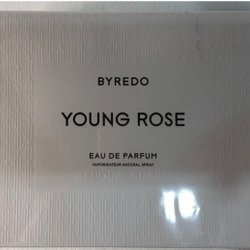 BYREDO
YOUNG ROSE
EAU DE PARFUM
VAPORISATEUR NATURAL SPRAY